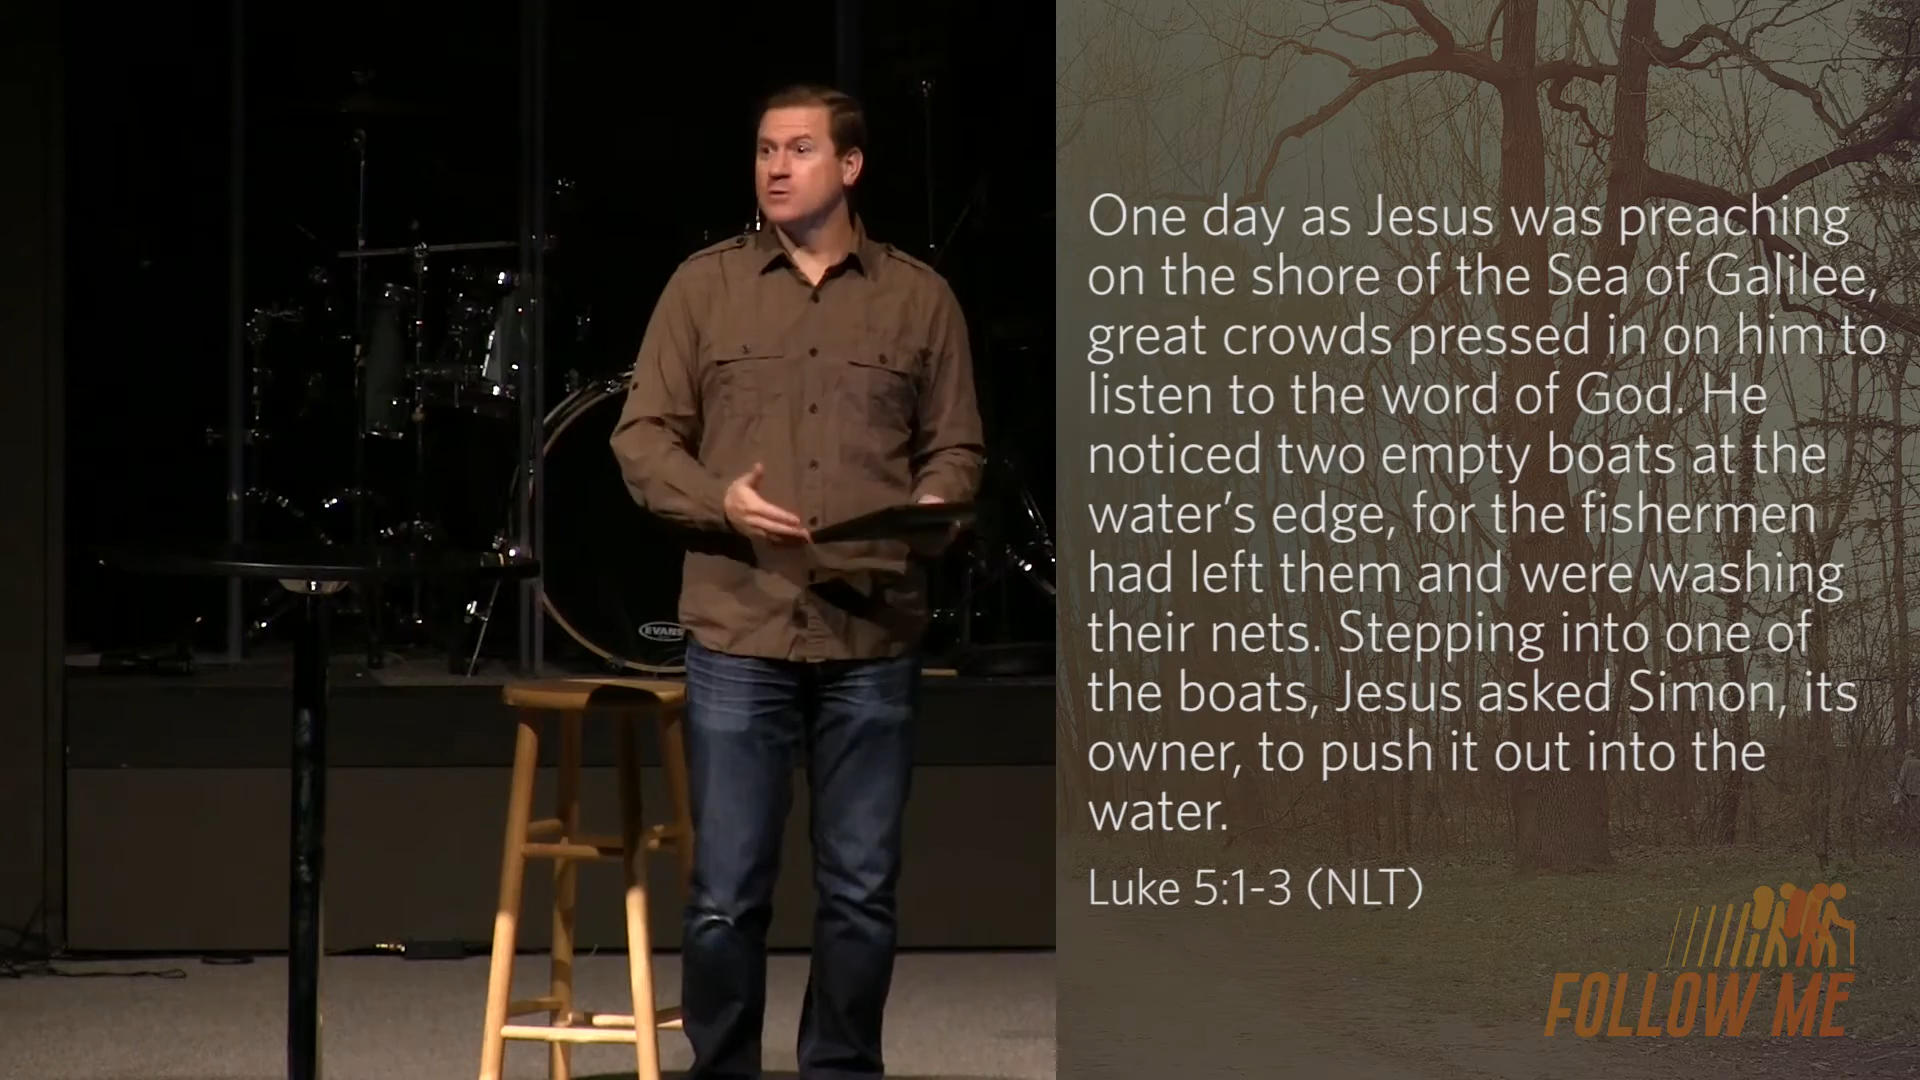 One day as Jesus was preaching
on the shore of the Sea of Galilee,
great crowds pressed in on him to
listen to the word of God. He
noticed two empty boats at the
water’s edge, for the fishermen
had left them and were washing
their nets. Stepping into one of
the boats, Jesus asked Simon, its
owner, to push it out into the
water.
Luke 5:1-3 (NLT)
FOLLOW ME
EVANS